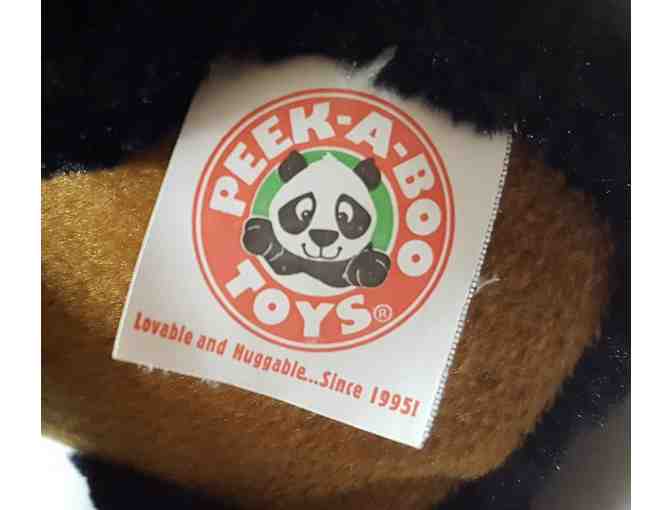 PEEK-A-BOO
TOYS®
Lovable and Huggable...Since 1995!